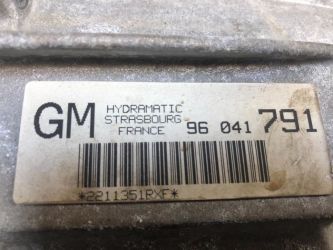 GM HYDRAMATIC
STRASBOURG
FRANCE 96 041 791
*2211351RXF*